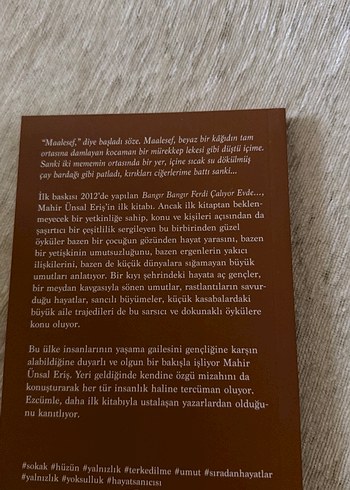 "Maalesef," diye başladı söze. Maalesef, beyaz bir kâğıdın tam
ortasına damlayan kocaman bir mürekkep lekesi gibi düştü içime.
Sanki iki mememin ortasında bir yer, içine sıcak su dökülmüş
çay bardağı gibi patladı, kırıkları ciğerlerime battı sanki...
İlk baskısı 2012'de yapılan Bangır Bangır Ferdi Çalıyor Evde...,
Mahir Ünsal Eriş'in ilk kitabı. Ancak ilk kitaptan beklen-
meyecek bir yetkinliğe sahip, konu ve kişileri açısından da
şaşırtıcı bir çeşitlilik sergileyen bu birbirinden güzel
öyküler bazen bir çocuğun gözünden hayat yarasını, bazen
bir yetişkinin umutsuzluğunu, bazen ergenlerin yakıcı
ilişkilerini, bazen de küçük dünyalara sığamayan büyük
umutları anlatıyor. Bir kıyı şehrindeki hayata aç gençler,
bir meydan kavgasıyla sönen umutlar, rastlantıların savur-
duğu hayatlar, sancılı büyümeler, küçük kasabalardaki
büyük aile trajedileri de bu sarsıcı ve dokunaklı öykülere
konu oluyor.
Bu ülke insanlarının yaşama gailesini gençliğine karşın
alabildiğine duyarlı ve olgun bir bakışla işliyor Mahir
Ünsal Eriş. Yeri geldiğinde kendine özgü mizahını da
konuşturarak her tür insanlık haline tercüman oluyor.
Ezcümle, daha ilk kitabıyla ustalaşan yazarlardan olduğu-
nu kanıtlıyor.
#sokak #hüzün #yalnızlık #terkedilme #umut #sıradanhayatlar
#yalnızlık #yoksulluk #hayatsancısı